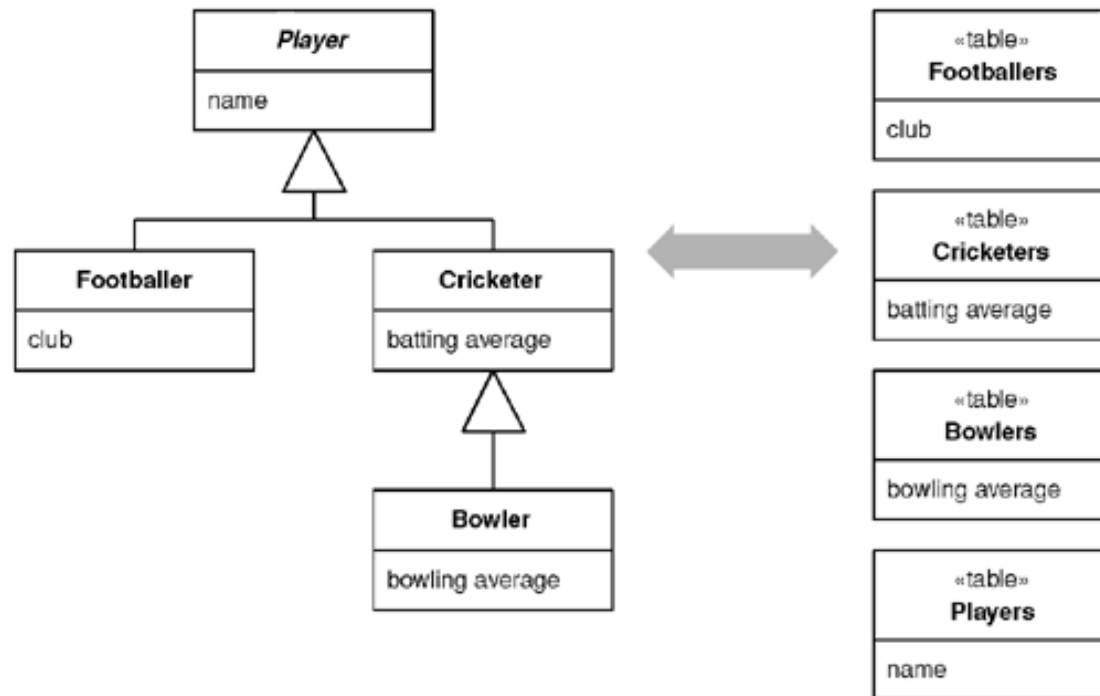 Player
name
Footballer
club
Cricketer
batting average
Bowler
bowling average
«table»
Footballers
club
«table»
Cricketers
batting average
«table»
Bowlers
bowling average
«table»
Players
name